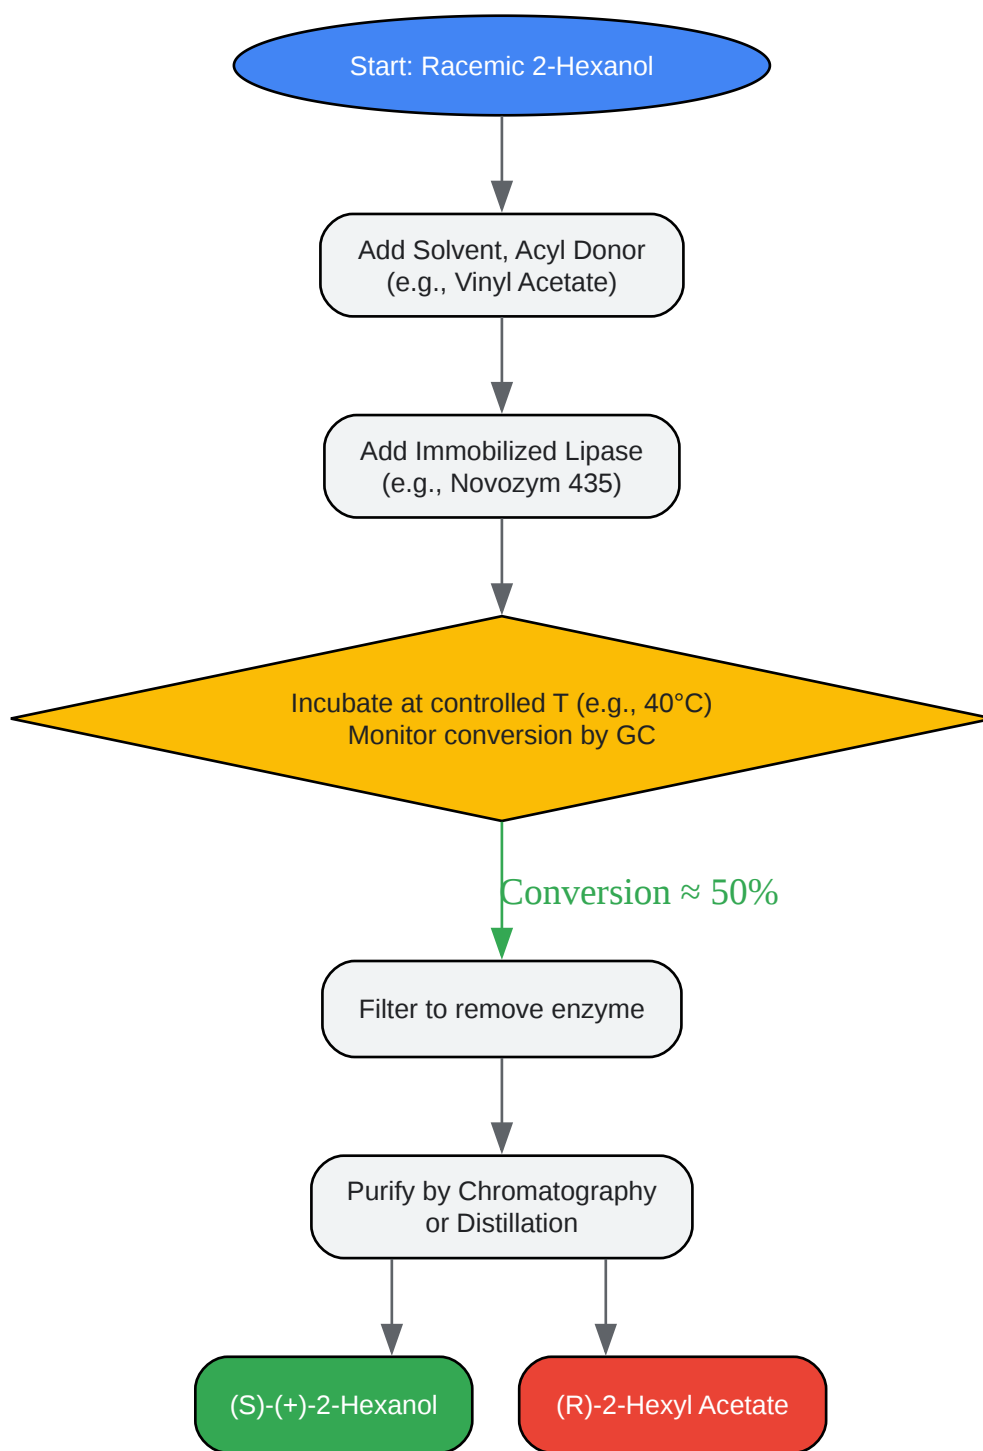 Start: Racemic 2-Hexanol
Add Solvent, Acyl Donor
(e.g., Vinyl Acetate)
Add Immobilized Lipase
(e.g., Novozym 435)
Incubate at controlled T (e.g., 40°C)
Monitor conversion by GC
Conversion ≈ 50%
Filter to remove enzyme
Purify by Chromatography
or Distillation
(S)-(+)-2-Hexanol
(R)-2-Hexyl Acetate